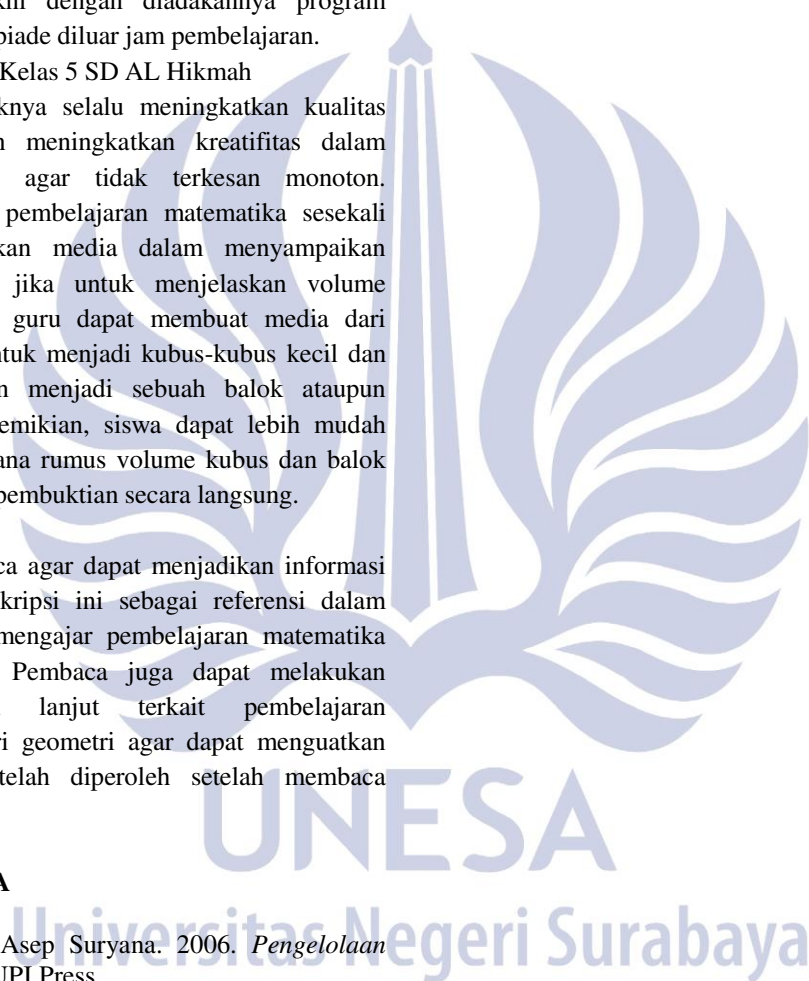 dengan diadakannya program
piade diluar jam pembelajaran.
Kelas 5 SD AL Hikmah
knya selalu meningkatkan kualitas
meningkatkan kreatifitas dalam
agar tidak terkesan monoton.
pembelajaran matematika sesekali
kan media dalam menyampaikan
jika untuk menjelaskan volume
guru dapat membuat media dari
tuk menjadi kubus-kubus kecil dan
n menjadi sebuah balok ataupun
emikian, siswa dapat lebih mudah
ana rumus volume kubus dan balok
pembuktian secara langsung.
ca agar dapat menjadikan informasi
kripsi ini sebagai referensi dalam
mengajar pembelajaran matematika
Pembaca juga dapat melakukan
lanjut terkait pembelajaran
ri geometri agar dapat menguatkan
telah diperoleh setelah membaca
UNESA
A
Universitas Negeri Surabaya
Asep Suryana. 2006. Pengelolaan
UPI Press